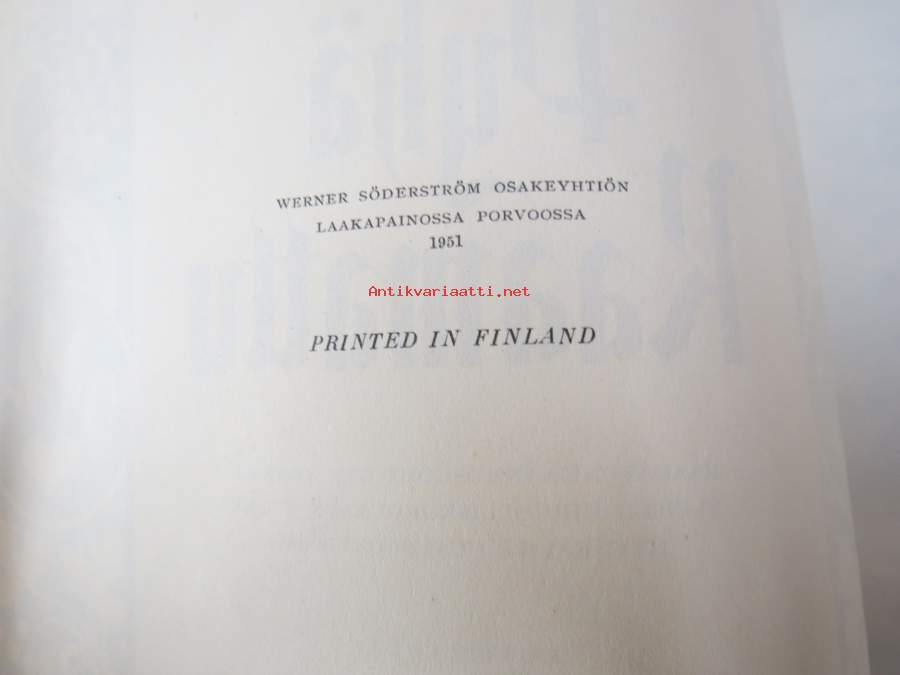 WERNER SÖDERSTRÖM OSAKEYHTIÖN
LAAKAPAINOSSA PORVOOSSA
1951
Antikvariaatti.net
PRINTED IN FINLAND